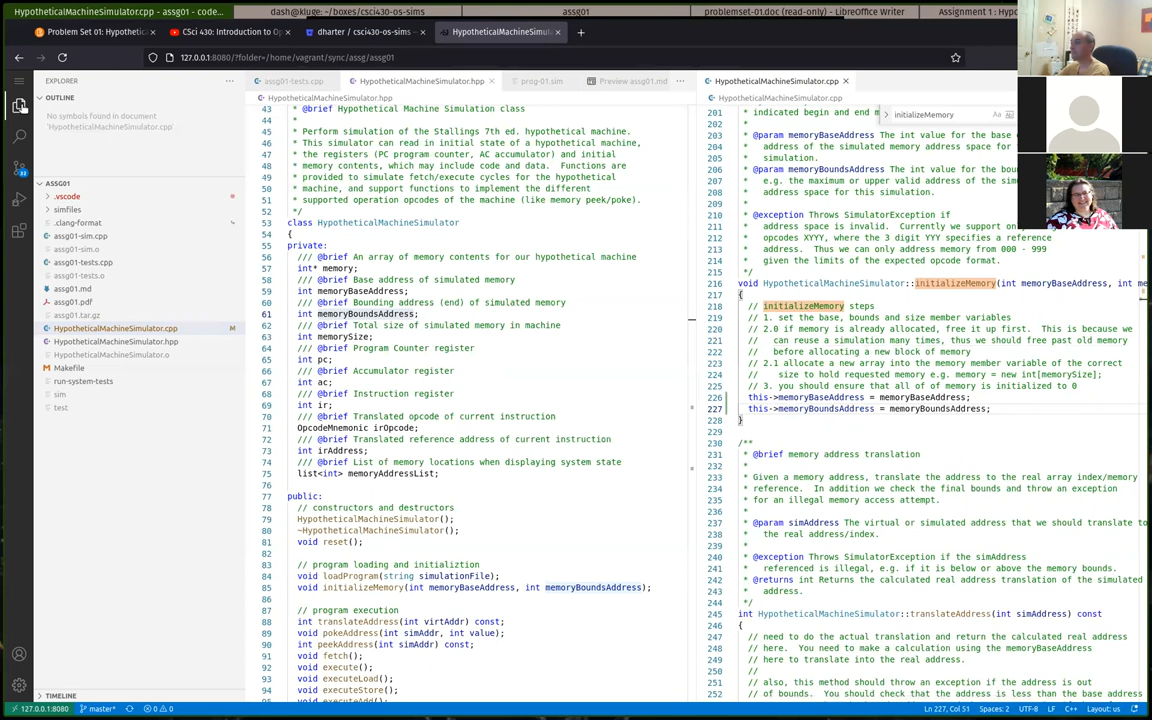 HypotheticalMachineSimulator.cpp - assg01 - code...
dash@kluge: ~/boxes/csci430-os-sims
assg01
problemset-01.doc (read-only) — LibreOffice Writer
Assignment 1: Hypo
Problem Set 01: Hypothetica
CSci 430: Introduction to Op
dharter / assg / csci430-os-sims
HypotheticalMachineSimulat
127.0.0.1:8080/?folder=/home/vagrant/sync/assg/assg01
EXPLORER
OUTLINE
No symbols found in document
'HypotheticalMachineSimulator.cpp'
ASSG01
.vscode
simfiles
.clang-format
assg01-sim.cpp
assg01-sim.o
assg01-tests.cpp
assg01-tests.o
assg01.md
assg01.pdf
assg01.tar.gz
HypotheticalMachineSimulator.cpp M
HypotheticalMachineSimulator.hpp
HypotheticalMachineSimulator.o
Makefile
run-system-tests
sim
test
TIMELINE
assg01-tests.cpp
HypotheticalMachineSimulator.hpp
prog-01.sim
Preview assg01.md
HypotheticalMachineSimulator.hpp
43 * @brief Hypothetical Machine Simulation class
44 *
45 * Perform simulation of the Stallings 7th ed. hypothetical machine.
46 * This simulator can read in initial state of a hypothetical machine,
47 * the registers (PC program counter, AC accumulator) and initial
48 * memory contents, which may include code and data. Functions are
49 * provided to simulate fetch/execute cycles for the hypothetical
50 * machine, and support functions to implement the different
51 * supported operation opcodes of the machine (like memory peek/poke).
52 */
53 class HypotheticalMachineSimulator
54 {
55 private:
56 /// @brief An array of memory contents for our hypothetical machine
57 int* memory;
58 /// @brief Base address of simulated memory
59 int memoryBaseAddress;
60 /// @brief Bounding address (end) of simulated memory
61 int memoryBoundsAddress;
62 /// @brief Total size of simulated memory in machine
63 int memorySize;
64 /// @brief Program Counter register
65 int pc;
66 /// @brief Accumulator register
67 int ac;
68 /// @brief Instruction register
69 int ir;
70 /// @brief Translated opcode of current instruction
71 OpcodeMnemonic irOpcode;
72 /// @brief Translated reference address of current instruction
73 int irAddress;
74 /// @brief List of memory locations when displaying system state
75 list<int> memoryAddressList;
76
77 public:
78 // constructors and destructors
79 HypotheticalMachineSimulator();
80 ~HypotheticalMachineSimulator();
81 void reset();
82
83 // program loading and initializtion
84 void loadProgram(string simulationFile);
85 void initializeMemory(int memoryBaseAddress, int memoryBoundsAddress);
86
87 // program execution
88 int translateAddress(int virtAddr) const;
89 void pokeAddress(int simAddr, int value);
90 int peekAddress(int simAddr) const;
91 void fetch();
92 void execute();
93 void executeLoad();
94 void executeStore();
HypotheticalMachineSimulator.cpp
HypotheticalMachineSimulator.cpp
initializeMemory
201 * indicated begin and end m
202 *
203 * @param memoryBaseAddress The int value for the base
204 * address of the simulated memory address space for
205 * simulation.
206 * @param memoryBoundsAddress The int value for the bou
207 * e.g. the maximum or upper valid address of the simu
208 * address space for this simulation.
209 *
210 * @exception Throws SimulatorException if
211 * address space is invalid. Currently we support on
212 * opcodes XYYY, where the 3 digit YYY specifies a reference
213 * address. Thus we can only address memory from 000 - 999
214 * given the limits of the expected opcode format.
215 */
216 void HypotheticalMachineSimulator::initializeMemory(int memoryBaseAddress, int me
217 {
218 // initializeMemory steps
219 // 1. set the base, bounds and size member variables
220 // 2.0 if memory is already allocated, free it up first. This is because we
221 // can reuse a simulation many times, thus we should free past old memory
222 // before allocating a new block of memory
223 // 2.1 allocate a new array into the memory member variable of the correct
224 // size to hold requested memory e.g. memory = new int[memorySize];
225 // 3. you should ensure that all of memory is initialized to 0
226 this->memoryBaseAddress = memoryBaseAddress;
227 this->memoryBoundsAddress = memoryBoundsAddress;
228 }
229
230 /**
231 * @brief memory address translation
232 *
233 * Given a memory address, translate the address to the real array index/memory
234 * reference. In addition we check the final bounds and throw an exception
235 * for an illegal memory access attempt.
236 *
237 * @param simAddress The virtual or simulated address that we should translate to
238 * the real address/index.
239 *
240 * @exception Throws SimulatorException if the simAddress
241 * referenced is illegal, e.g. if it is below or above the memory bounds.
242 * @returns int Returns the calculated real address translation of the simulated
243 * address.
244 */
245 int HypotheticalMachineSimulator::translateAddress(int simAddress) const
246 {
247 // need to do the actual translation and return the calculated real address
248 // here. You need to make a calculation using the memoryBaseAddress
249 // here to translate into the real address.
250 //
251 // also, this method should throw an exception if the address is out
252 // of bounds. You should check that the address is less than the base address
127.0.0.1:8080 master* 0 0
Ln 227, Col 51 Spaces: 2 UTF-8 LF C++ Layout: us